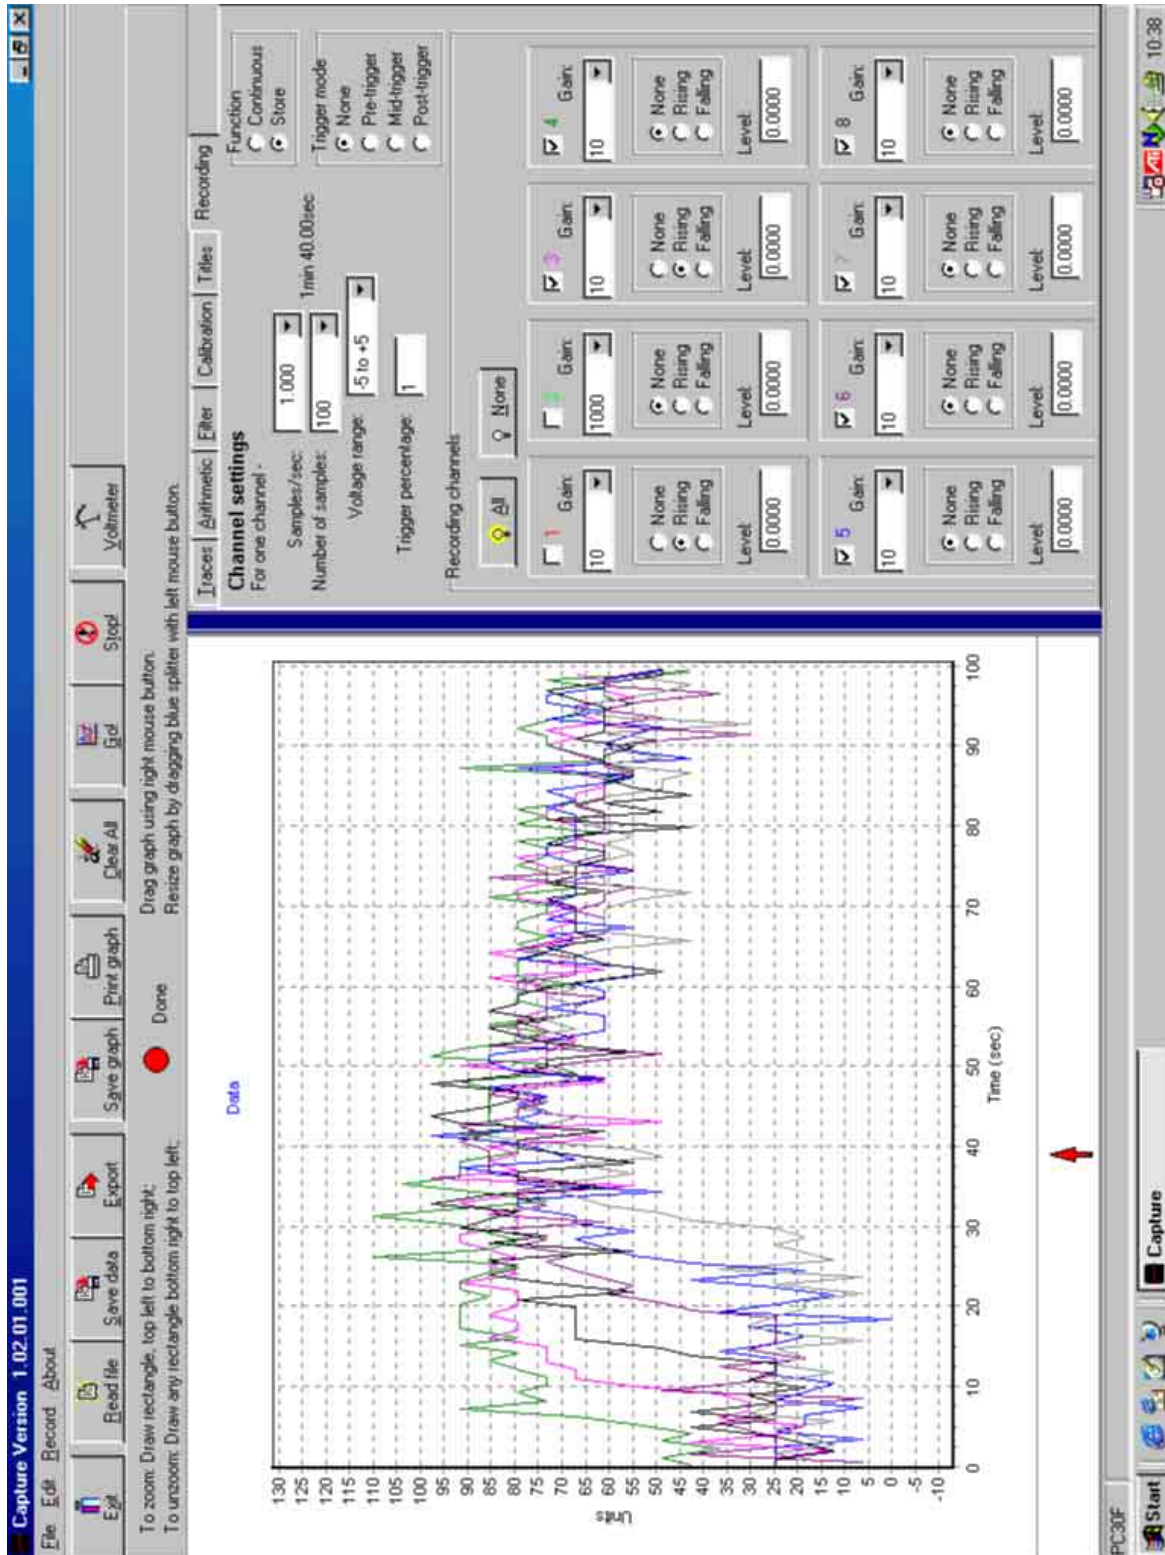 Capture Version 1.02.01.001
File Edit Record About
Exit Read file Save data Export Save graph Print graph Clear All Go! Stop! Voltmeter
To zoom: Draw rectangle, top left to bottom right; Done Drag graph using right mouse button.
To unzoom: Draw any rectangle bottom right to top left; Resize graph by dragging blue splitter with left mouse button.
Data
130
120
115
110
105
100
95
90
85
80
75
70
65
60
55
50
45
40
35
30
25
20
15
10
5
0
-10
Units
0 10 20 30 40 50 60 70 80 90 100
Time (sec)
Traces Arithmetic Filter Calibration Titles Recording
Channel settings
For one channel -
Samples/sec: 1.000
Number of samples: 100 1min 40.00sec
Voltage range: -5 to +5
Trigger percentage: 1
Function
Continuous
Store
Trigger mode
None
Pre-trigger
Mid-trigger
Post-trigger
Recording channels
All None
1 Gain: 2 Gain: 3 Gain: 4 Gain:
10 1000 10 10
None None None None
Rising Rising Rising Rising
Falling Falling Falling Falling
Level: Level: Level: Level:
0.0000 0.0000 0.0000 0.0000
5 Gain: 6 Gain: 7 Gain: 8 Gain:
10 10 10 10
None None None None
Rising Rising Rising Rising
Falling Falling Falling Falling
Level: Level: Level: Level:
0.0000 0.0000 0.0000 0.0000
PC30F
Start Capture ATI N 10:38